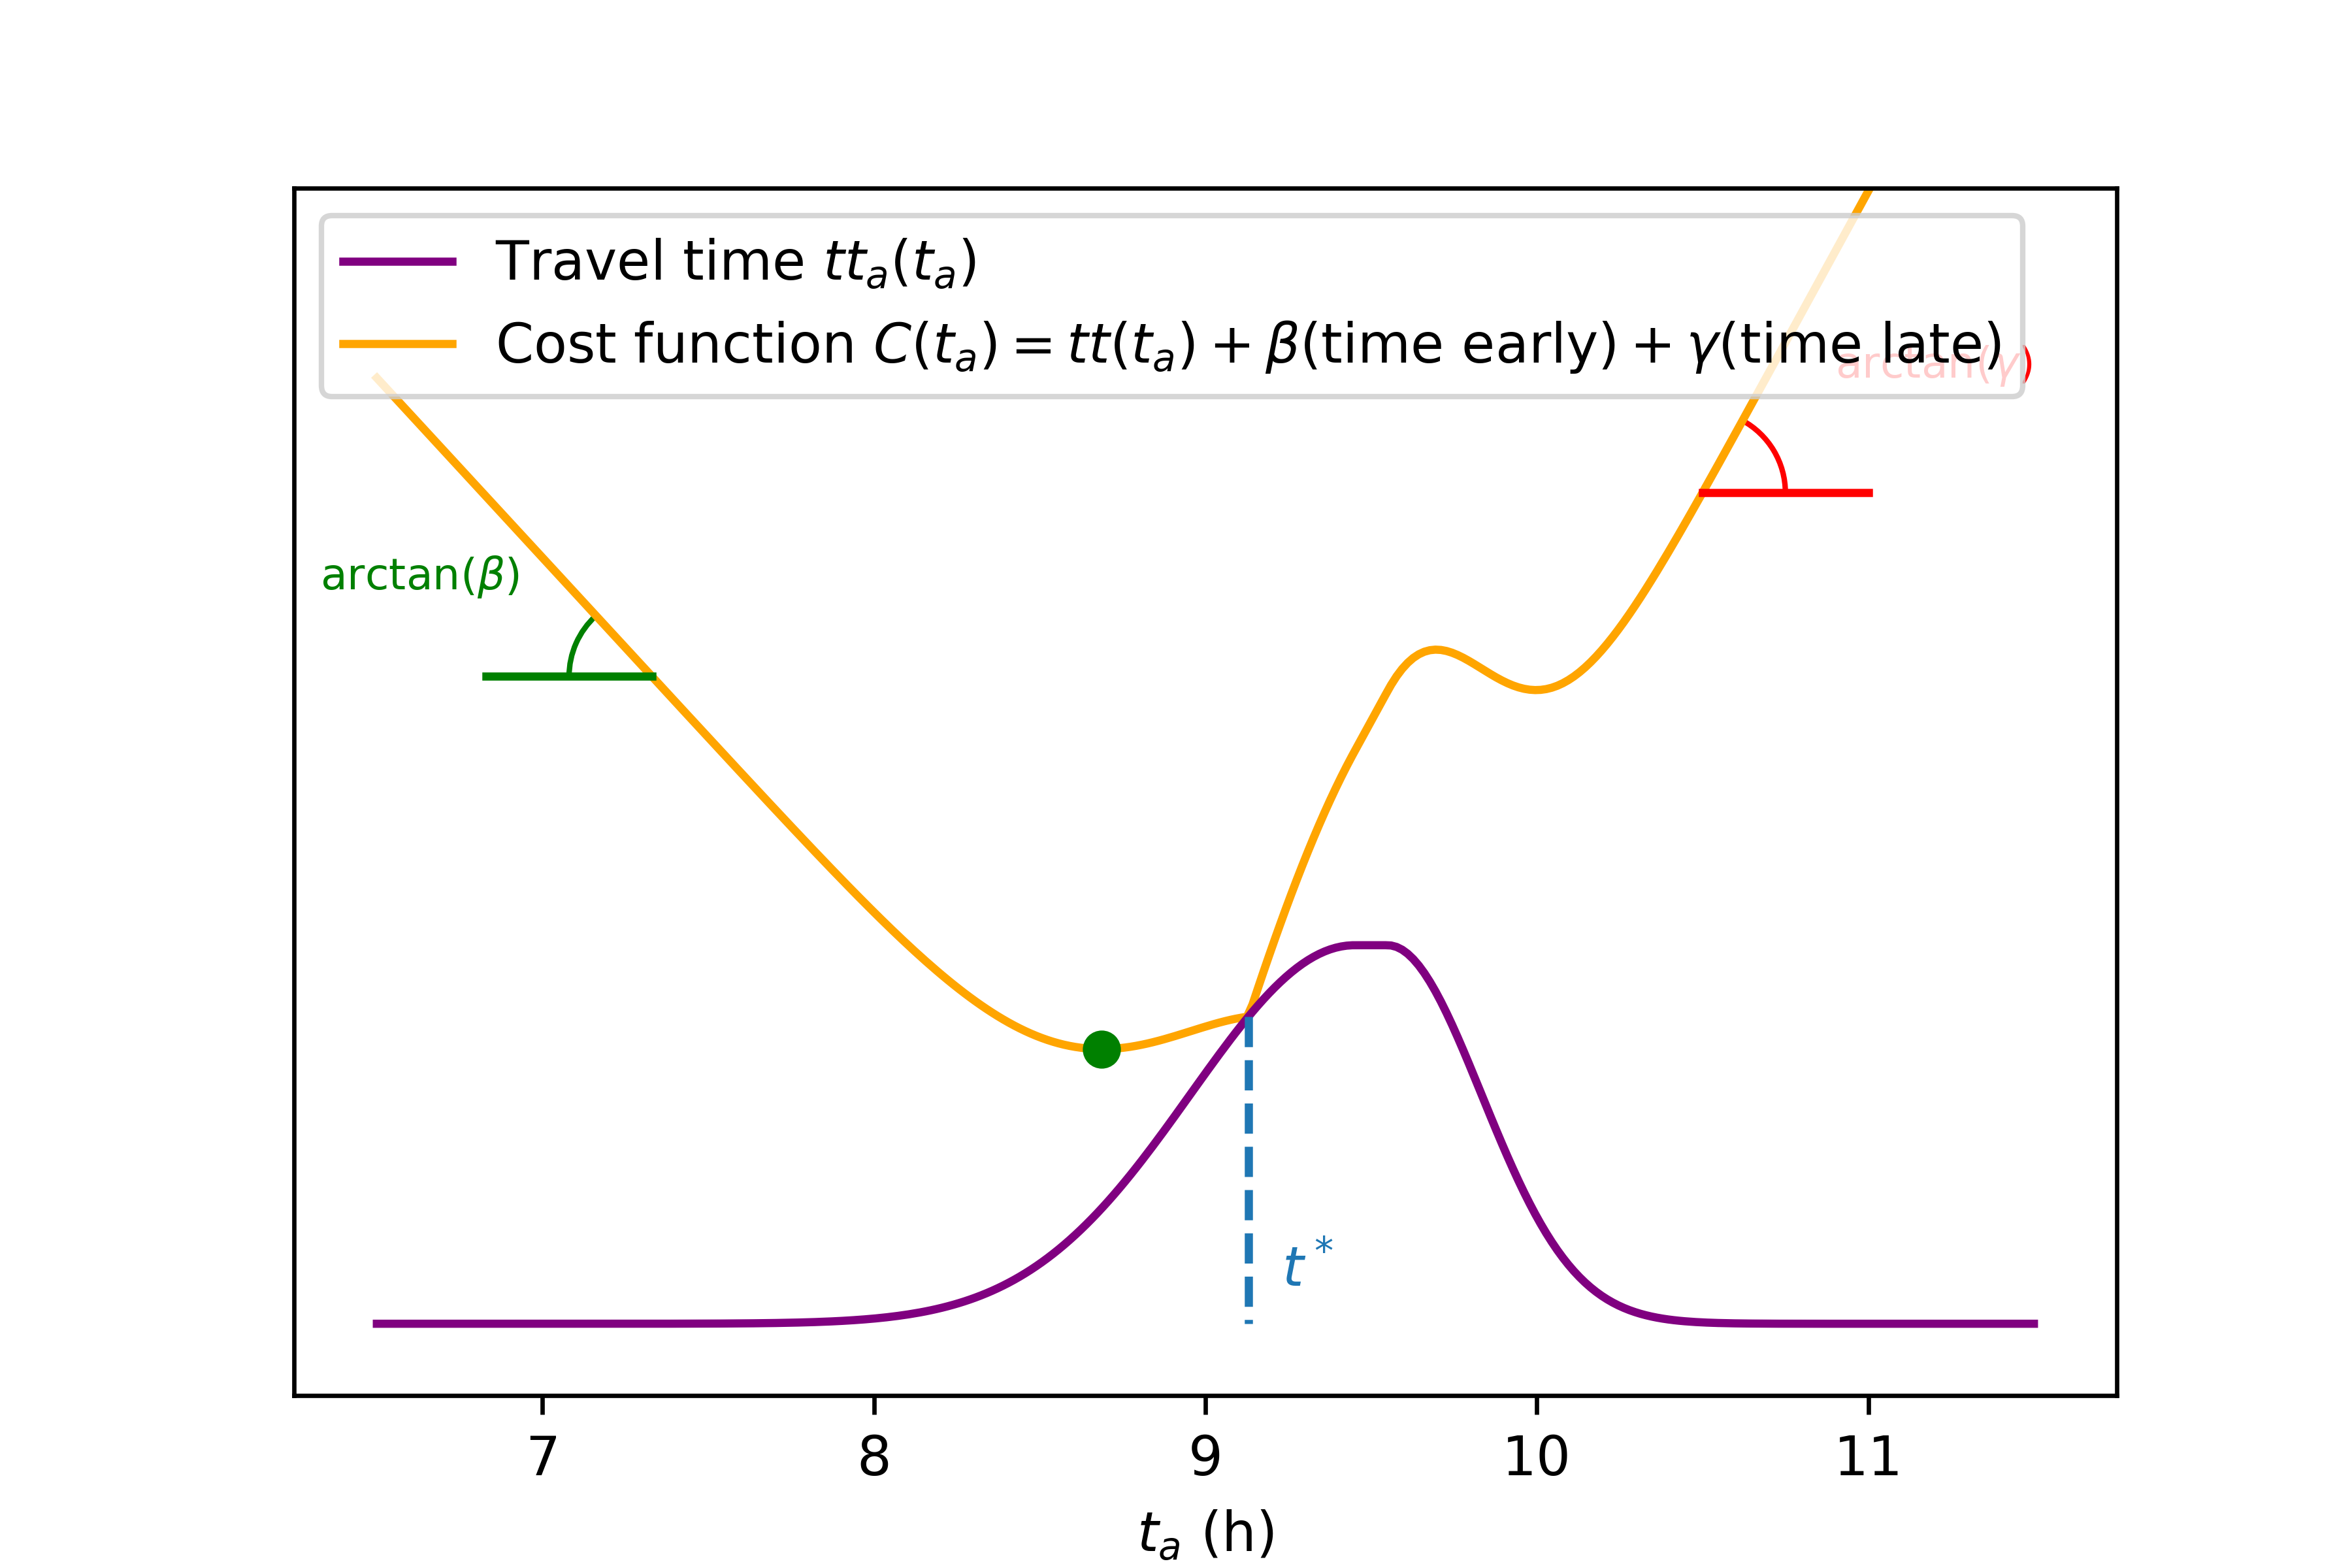 Travel time tt_a(t_a)
Cost function C(t_a) = tt(t_a) + β(time early) + γ(time late)
arctan(γ)
arctan(β)
t*
7 8 9 10 11
t_a (h)